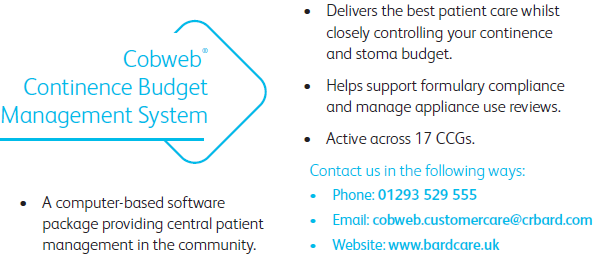 Cobweb®
Continence Budget
Management System
• A computer-based software
package providing central patient
management in the community.
• Delivers the best patient care whilst
closely controlling your continence
and stoma budget.
• Helps support formulary compliance
and manage appliance use reviews.
• Active across 17 CCGs.
Contact us in the following ways:
• Phone: 01293 529 555
• Email: cobweb.customercare@crbard.com
• Website: www.bardcare.uk